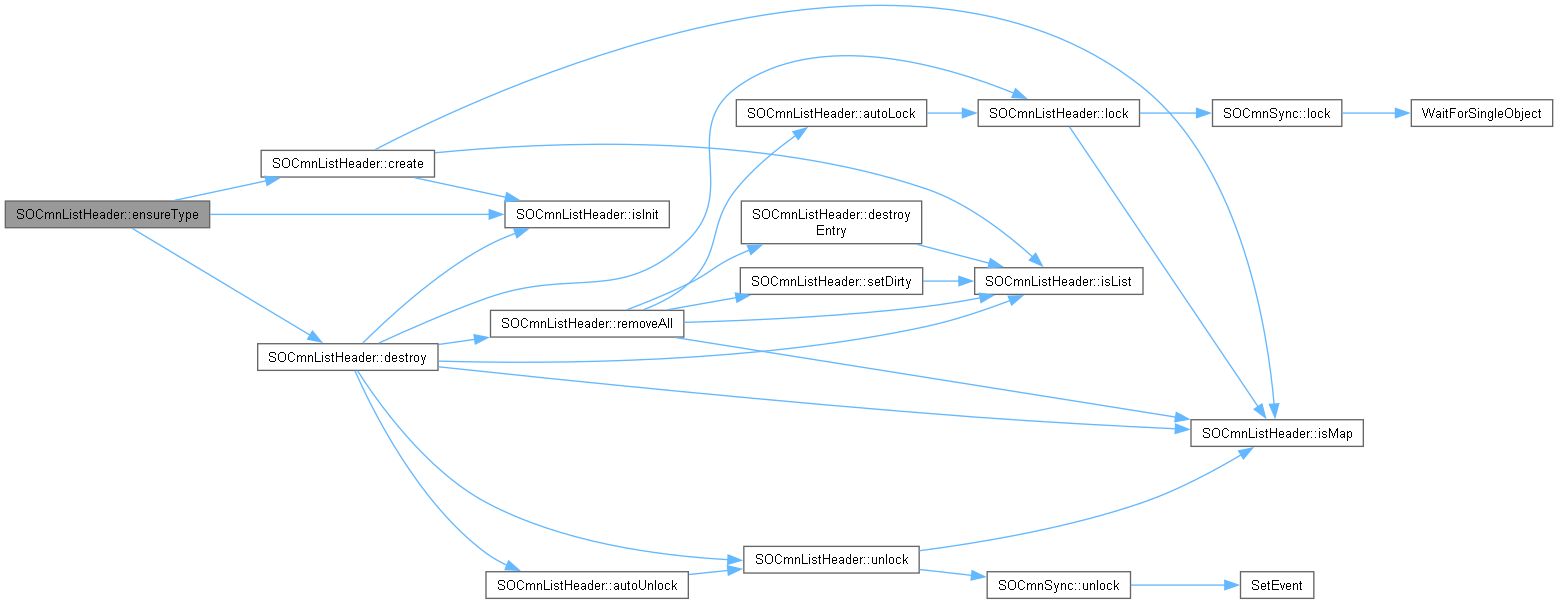 SOCmnListHeader::ensureType
SOCmnListHeader::create
SOCmnListHeader::isInit
SOCmnListHeader::destroy
SOCmnListHeader::removeAll
SOCmnListHeader::autoUnlock
SOCmnListHeader::autoLock
SOCmnListHeader::destroy
Entry
SOCmnListHeader::setDirty
SOCmnListHeader::unlock
SOCmnListHeader::lock
SOCmnListHeader::isList
SOCmnSync::unlock
SOCmnSync::lock
SOCmnListHeader::isMap
SetEvent
WaitForSingleObject